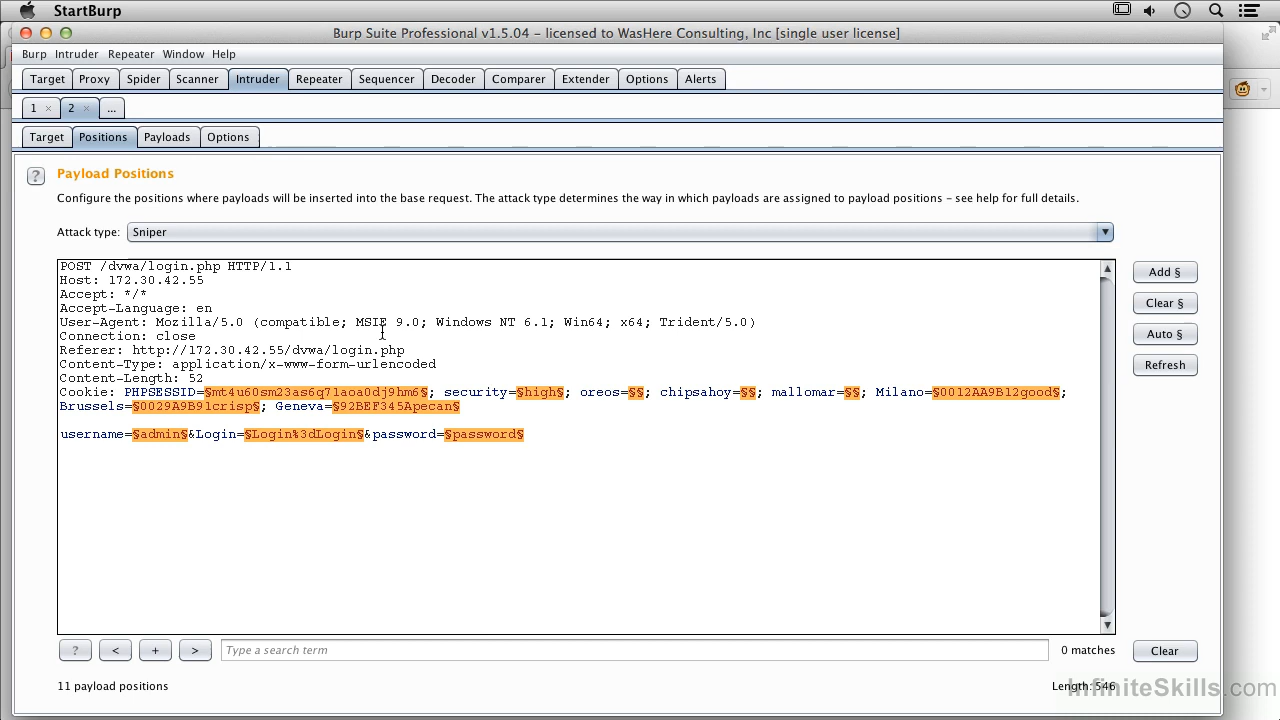 StartBurp
Burp Suite Professional v1.5.04 – licensed to WasHere Consulting, Inc [single user license]
Burp Intruder Repeater Window Help
Target Proxy Spider Scanner Intruder Repeater Sequencer Decoder Comparer Extender Options Alerts
1 × 2 × ...
Target Positions Payloads Options
? Payload Positions
Configure the positions where payloads will be inserted into the base request. The attack type determines the way in which payloads are assigned to payload positions – see help for full details.
Attack type: Sniper
POST /dvwa/login.php HTTP/1.1
Host: 172.30.42.55
Accept: */*
Accept-Language: en
User-Agent: Mozilla/5.0 (compatible; MSIE 9.0; Windows NT 6.1; Win64; x64; Trident/5.0)
Connection: close
Referer: http://172.30.42.55/dvwa/login.php
Content-Type: application/x-www-form-urlencoded
Content-Length: 52
Cookie: PHPSESSID=§mt4u60sm23as6q71aoa0dj9hm6§; security=§high§; oreos=§§; chipsahoy=§§; mallomar=§§; Milano=§0012AA9B12good§;
Brussels=§0029A9B91crisp§; Geneva=§92BEF345Apecan§
username=§admin§&Login=§Login%3dLogin§&password=§password§
Add §
Clear §
Auto §
Refresh
? < + > Type a search term 0 matches Clear
11 payload positions
Length: 546
InfiniteSkills.com